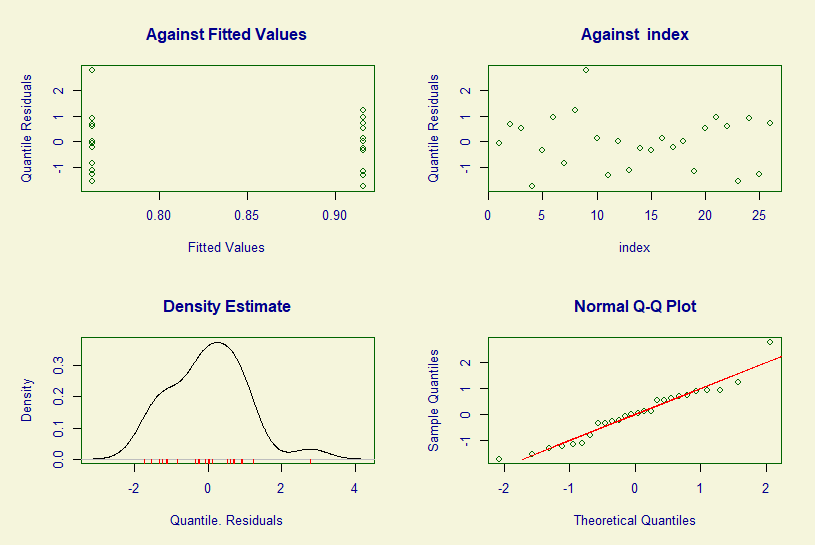 Against Fitted Values
Quantile Residuals
2
1
0
-1
0.80 0.85 0.90
Fitted Values
Against index
Quantile Residuals
2
1
0
-1
0 5 10 15 20 25
index
Density Estimate
Density
0.3
0.2
0.1
0.0
-2 0 2 4
Quantile. Residuals
Normal Q-Q Plot
Sample Quantiles
2
1
0
-1
-2 -1 0 1 2
Theoretical Quantiles